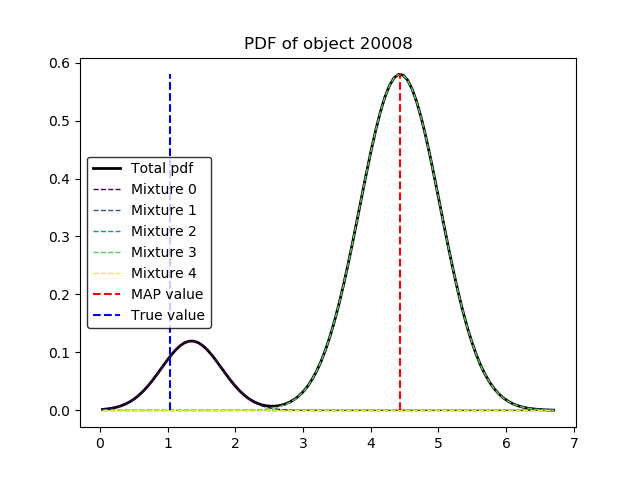 PDF of object 20008
0.6
0.5
0.4
0.3
0.2
0.1
0.0
Total pdf
Mixture 0
Mixture 1
Mixture 2
Mixture 3
Mixture 4
MAP value
True value
0 1 2 3 4 5 6 7